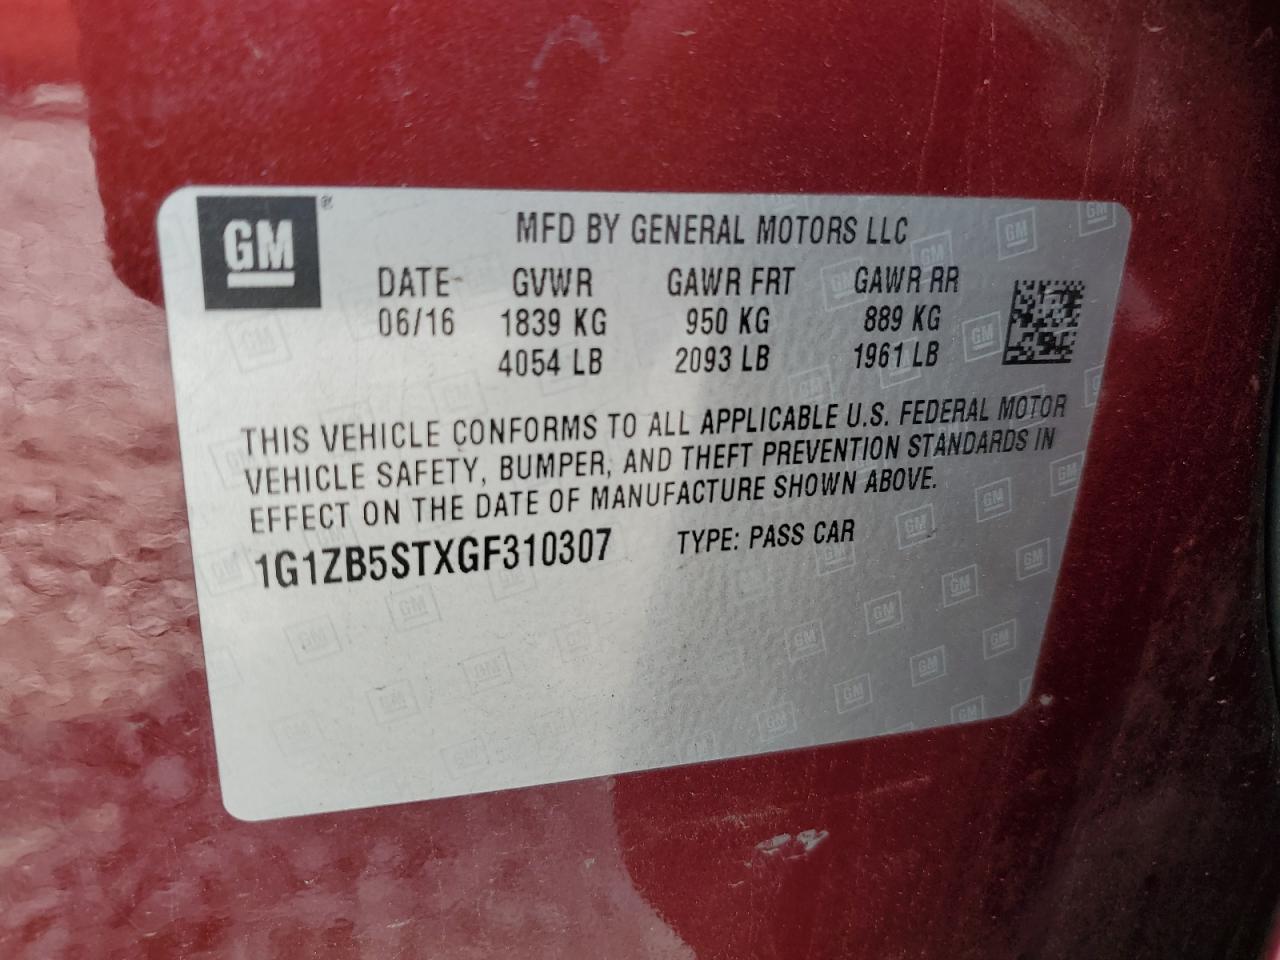 GM®
MFD BY GENERAL MOTORS LLC
DATE GVWR GAWR FRT GAWR RR
06/16 1839 KG 950 KG 889 KG
4054 LB 2093 LB 1961 LB
THIS VEHICLE CONFORMS TO ALL APPLICABLE U.S. FEDERAL MOTOR
VEHICLE SAFETY, BUMPER, AND THEFT PREVENTION STANDARDS IN
EFFECT ON THE DATE OF MANUFACTURE SHOWN ABOVE.
1G1ZB5STXGF310307 TYPE: PASS CAR